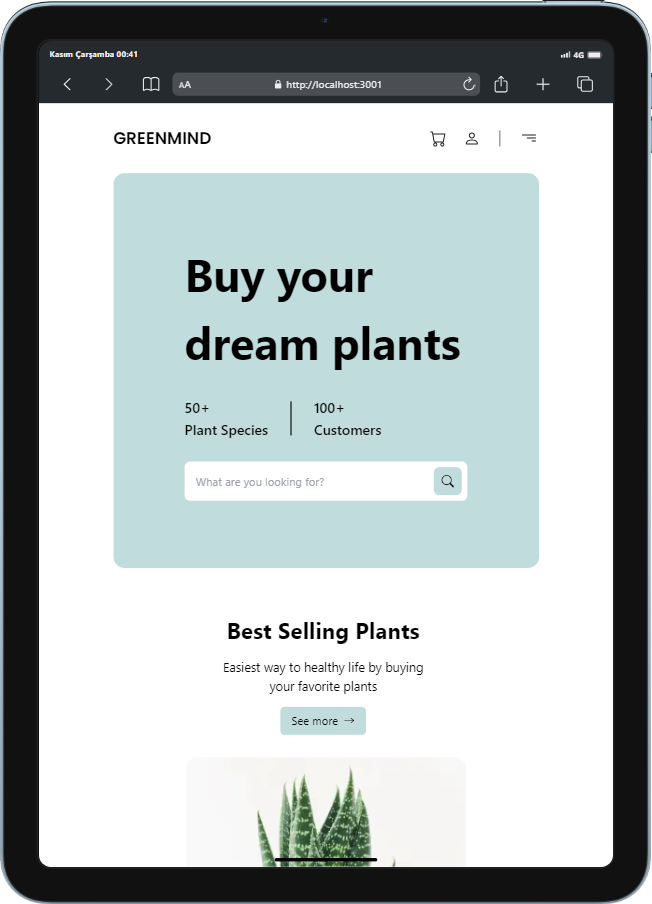 Kasım Çarşamba 00:41
4G
AA
http://localhost:3001
GREENMIND
Buy your
dream plants
50+
Plant Species
100+
Customers
What are you looking for?
Best Selling Plants
Easiest way to healthy life by buying
your favorite plants
See more →